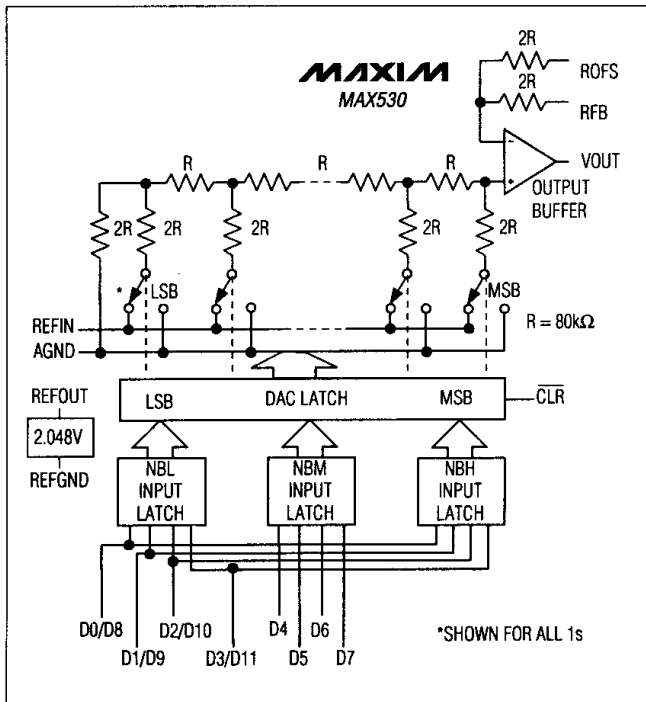 MAXIM
MAX530
2R
ROFS
2R
RFB
-
+
VOUT
OUTPUT
BUFFER
R
R
R
2R
2R
2R
2R
2R
*
LSB
MSB
REFIN
AGND
R = 80kΩ
REFOUT
2.048V
REFGND
LSB
DAC LATCH
MSB
CLR
NBL
INPUT
LATCH
NBM
INPUT
LATCH
NBH
INPUT
LATCH
D0/D8
D2/D10
D4
D6
D1/D9
D3/D11
D5
D7
*SHOWN FOR ALL 1s